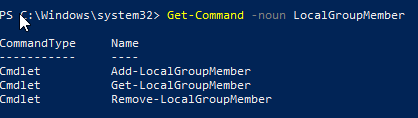 PS C:\Windows\system32> Get-Command -noun LocalGroupMember
CommandType Name
----------- ----
Cmdlet Add-LocalGroupMember
Cmdlet Get-LocalGroupMember
Cmdlet Remove-LocalGroupMember